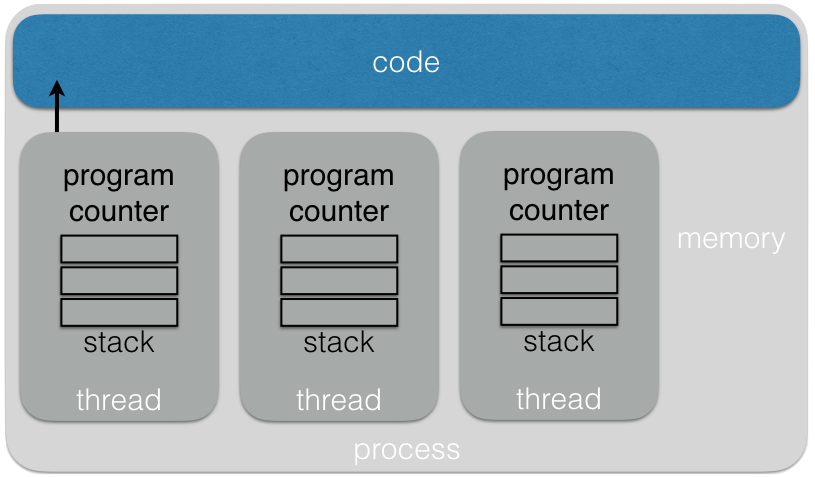 code
program
counter
stack
thread
program
counter
stack
thread
program
counter
stack
thread
memory
process